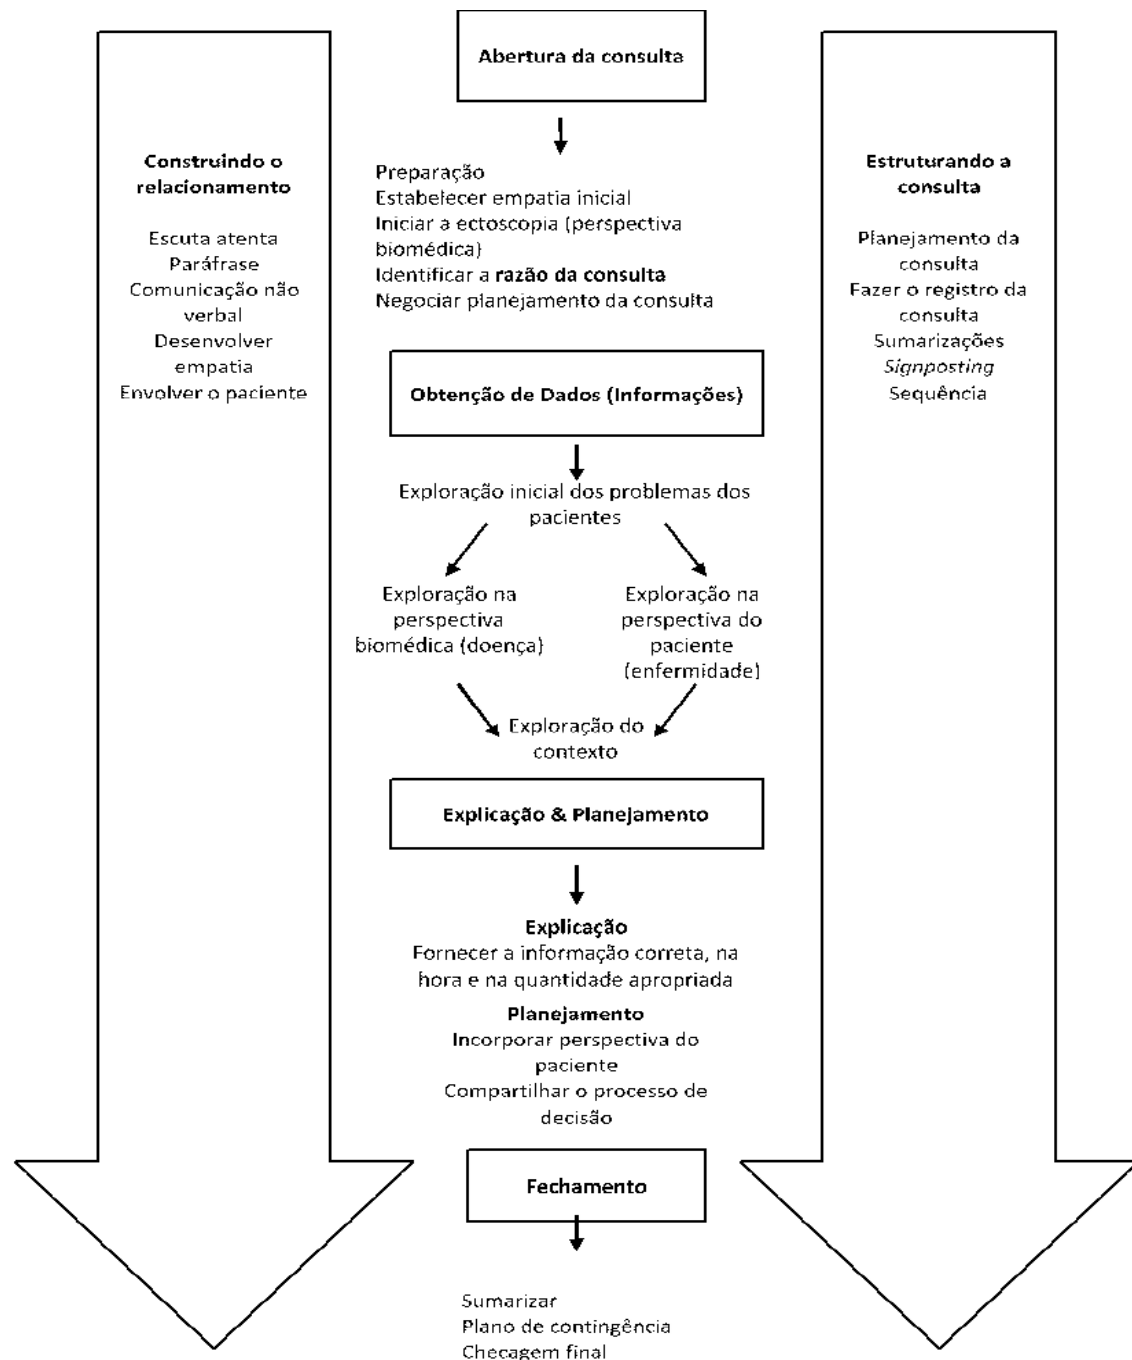 Abertura da consulta
Construindo o
relacionamento
Escuta atenta
Paráfrase
Comunicação não
verbal
Desenvolver
empatia
Envolver o paciente
Preparação
Estabelecer empatia inicial
Iniciar a ectoscopia (perspectiva
biomédica)
Identificar a razão da consulta
Negociar planejamento da consulta
Estruturando a
consulta
Planejamento da
consulta
Fazer o registro da
consulta
Sumarizações
Signposting
Sequência
Obtenção de Dados (Informações)
Exploração inicial dos problemas dos
pacientes
Exploração na
perspectiva
biomédica (doença)
Exploração na
perspectiva do
paciente
(enfermidade)
Exploração do
contexto
Explicação & Planejamento
Explicação
Fornecer a informação correta, na
hora e na quantidade apropriada
Planejamento
Incorporar perspectiva do
paciente
Compartilhar o processo de
decisão
Fechamento
Sumarizar
Plano de contingência
Checagem final